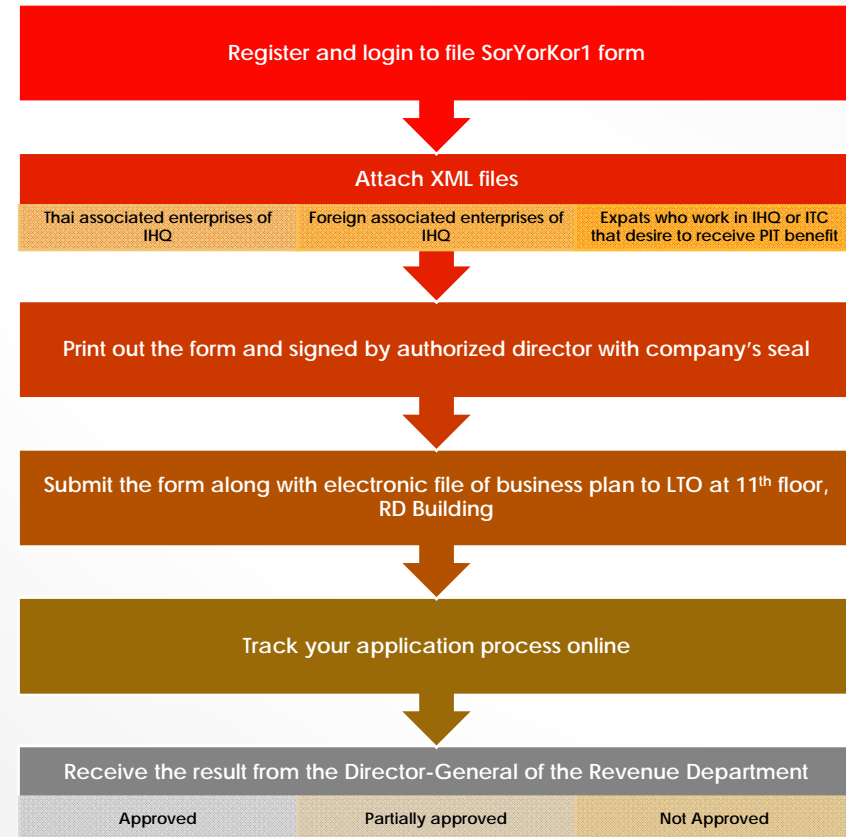 Register and login to file SorYorKor1 form
Attach XML files
Thai associated enterprises of
IHQ
Foreign associated enterprises of
IHQ
Expats who work in IHQ or ITC
that desire to receive PIT benefit
Print out the form and signed by authorized director with company's seal
Submit the form along with electronic file of business plan to LTO at 11th floor,
RD Building
Track your application process online
Receive the result from the Director-General of the Revenue Department
Approved
Partially approved
Not Approved